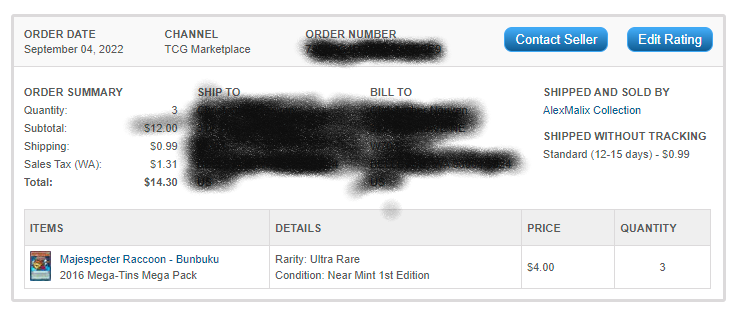 ORDER DATE
September 04, 2022
CHANNEL
TCG Marketplace
ORDER NUMBER
Contact Seller
Edit Rating
ORDER SUMMARY
Quantity: 3
Subtotal: $12.00
Shipping: $0.99
Sales Tax (WA): $1.31
Total: $14.30
SHIP TO
US
BILL TO
US
SHIPPED AND SOLD BY
AlexMalix Collection
SHIPPED WITHOUT TRACKING
Standard (12-15 days) - $0.99
ITEMS
DETAILS
PRICE
QUANTITY
Majespecter Raccoon - Bunbuku
2016 Mega-Tins Mega Pack
Rarity: Ultra Rare
Condition: Near Mint 1st Edition
$4.00
3